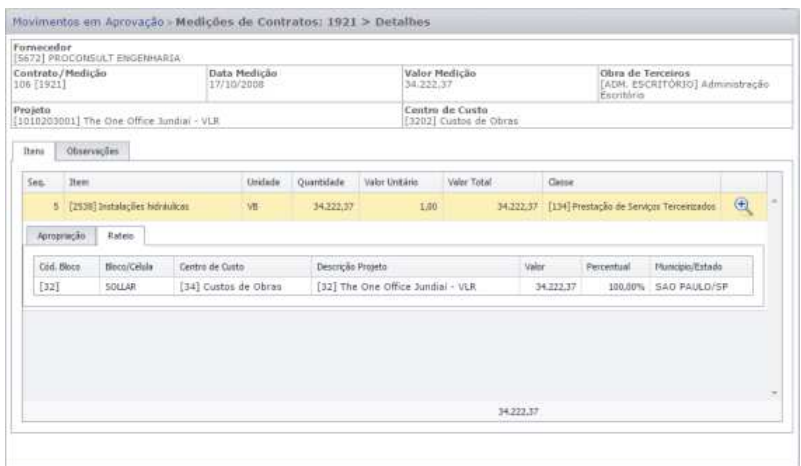 Movimentos em Aprovação » Medições de Contratos: 1921 > Detalhes
Fornecedor
[5672] PROCONSULT ENGENHARIA
Contrato/Medição Data Medição Valor Medição Obra de Terceiros
106 [1921] 17/10/2008 34.222,37 [ADM. ESCRITÓRIO] Administração Escritório
Projeto Centro de Custo
[1010203001] The One Office Jundiaí - VLR [3202] Custos de Obras
Itens Observações
Seq. Item Unidade Quantidade Valor Unitário Valor Total Classe
5 [2538] Instalações hidráulicas VB 34.222,37 1,00 34.222,37 [134] Prestação de Serviços Terceirizados
Apropriação Rateio
Cód. Bloco Bloco/Célula Centro de Custo Descrição Projeto Valor Percentual Município/Estado
[32] SOLLAR [34] Custos de Obras [32] The One Office Jundiaí - VLR 34.222,37 100,00% SAO PAULO/SP
34.222,37